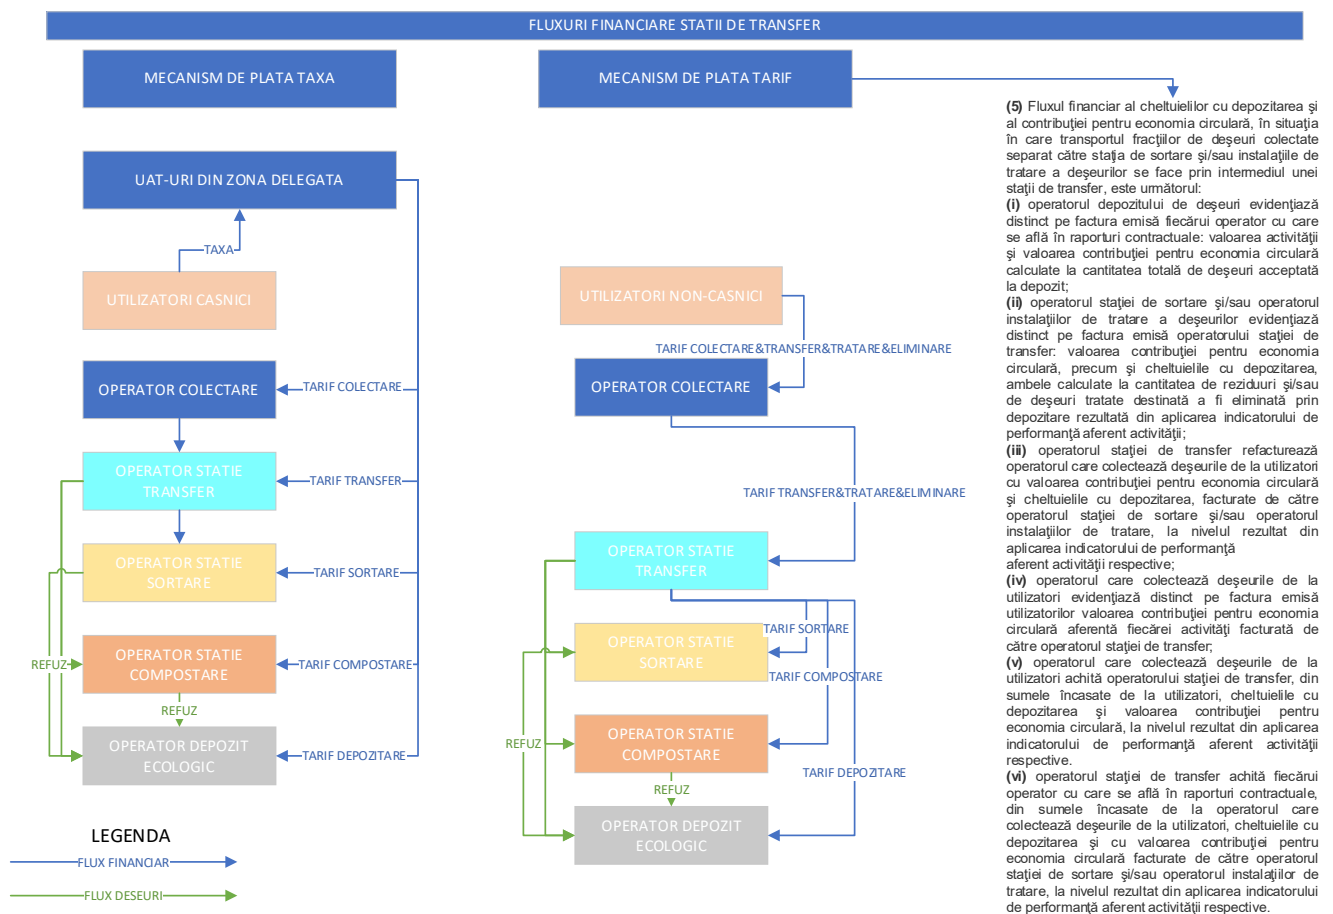 FLUXURI FINANCIARE STATII DE TRANSFER
MECANISM DE PLATA TAXA
UAT-URI DIN ZONA DELEGATA
TAXA
UTILIZATORI CASNICI
OPERATOR COLECTARE
TARIF COLECTARE
OPERATOR STATIE
TRANSFER
TARIF TRANSFER
OPERATOR STATIE
SORTARE
TARIF SORTARE
REFUZ
OPERATOR STATIE
COMPOSTARE
TARIF COMPOSTARE
REFUZ
OPERATOR DEPOZIT
ECOLOGIC
TARIF DEPOZITARE
LEGENDA
FLUX FINANCIAR
FLUX DESEURI
MECANISM DE PLATA TARIF
UTILIZATORI NON-CASNICI
TARIF COLECTARE&TRANSFER&TRATARE&ELIMINARE
OPERATOR COLECTARE
TARIF TRANSFER&TRATARE&ELIMINARE
OPERATOR STATIE
TRANSFER
TARIF SORTARE
OPERATOR STATIE
SORTARE
TARIF COMPOSTARE
REFUZ
OPERATOR STATIE
COMPOSTARE
TARIF DEPOZITARE
REFUZ
OPERATOR DEPOZIT
ECOLOGIC
(5) Fluxul financiar al cheltuielilor cu depozitarea şi
al contribuţiei pentru economia circulară, în situaţia
în care transportul fracţiilor de deşeuri colectate
separat către staţia de sortare şi/sau instalaţiile de
tratare a deşeurilor se face prin intermediul unei
staţii de transfer, este următorul:
(i) operatorul depozitului de deşeuri evidenţiază
distinct pe factura emisă fiecărui operator cu care
se află în raporturi contractuale: valoarea activităţii
şi valoarea contribuţiei pentru economia circulară
calculate la cantitatea totală de deşeuri acceptată
la depozit;
(ii) operatorul staţiei de sortare şi/sau operatorul
instalaţiilor de tratare a deşeurilor evidenţiază
distinct pe factura emisă operatorului staţiei de
transfer: valoarea contribuţiei pentru economia
circulară, precum şi cheltuielile cu depozitarea,
ambele calculate la cantitatea de reziduuri şi/sau
de deşeuri tratate destinată a fi eliminată prin
depozitare rezultată din aplicarea indicatorului de
performanţă aferent activităţii;
(iii) operatorul staţiei de transfer refacturează
operatorul care colectează deşeurile de la utilizatori
cu valoarea contribuţiei pentru economia circulară
şi cheltuielile cu depozitarea, facturate de către
operatorul staţiei de sortare şi/sau operatorul
instalaţiilor de tratare, la nivelul rezultat din
aplicarea indicatorului de performanţă
aferent activităţii respective;
(iv) operatorul care colectează deşeurile de la
utilizatori evidenţiază distinct pe factura emisă
utilizatorilor valoarea contribuţiei pentru economia
circulară aferentă fiecărei activităţi facturată de
către operatorul staţiei de transfer;
(v) operatorul care colectează deşeurile de la
utilizatori achită operatorului staţiei de transfer, din
sumele încasate de la utilizatori, cheltuielile cu
depozitarea şi valoarea contribuţiei pentru
economia circulară, la nivelul rezultat din aplicarea
indicatorului de performanţă aferent activităţii
respective.
(vi) operatorul staţiei de transfer achită fiecărui
operator cu care se află în raporturi contractuale,
din sumele încasate de la operatorul care
colectează deşeurile de la utilizatori, cheltuielile cu
depozitarea şi cu valoarea contribuţiei pentru
economia circulară facturate de către operatorul
staţiei de sortare şi/sau operatorul instalaţiilor de
tratare, la nivelul rezultat din aplicarea indicatorului
de performanţă aferent activităţii respective.